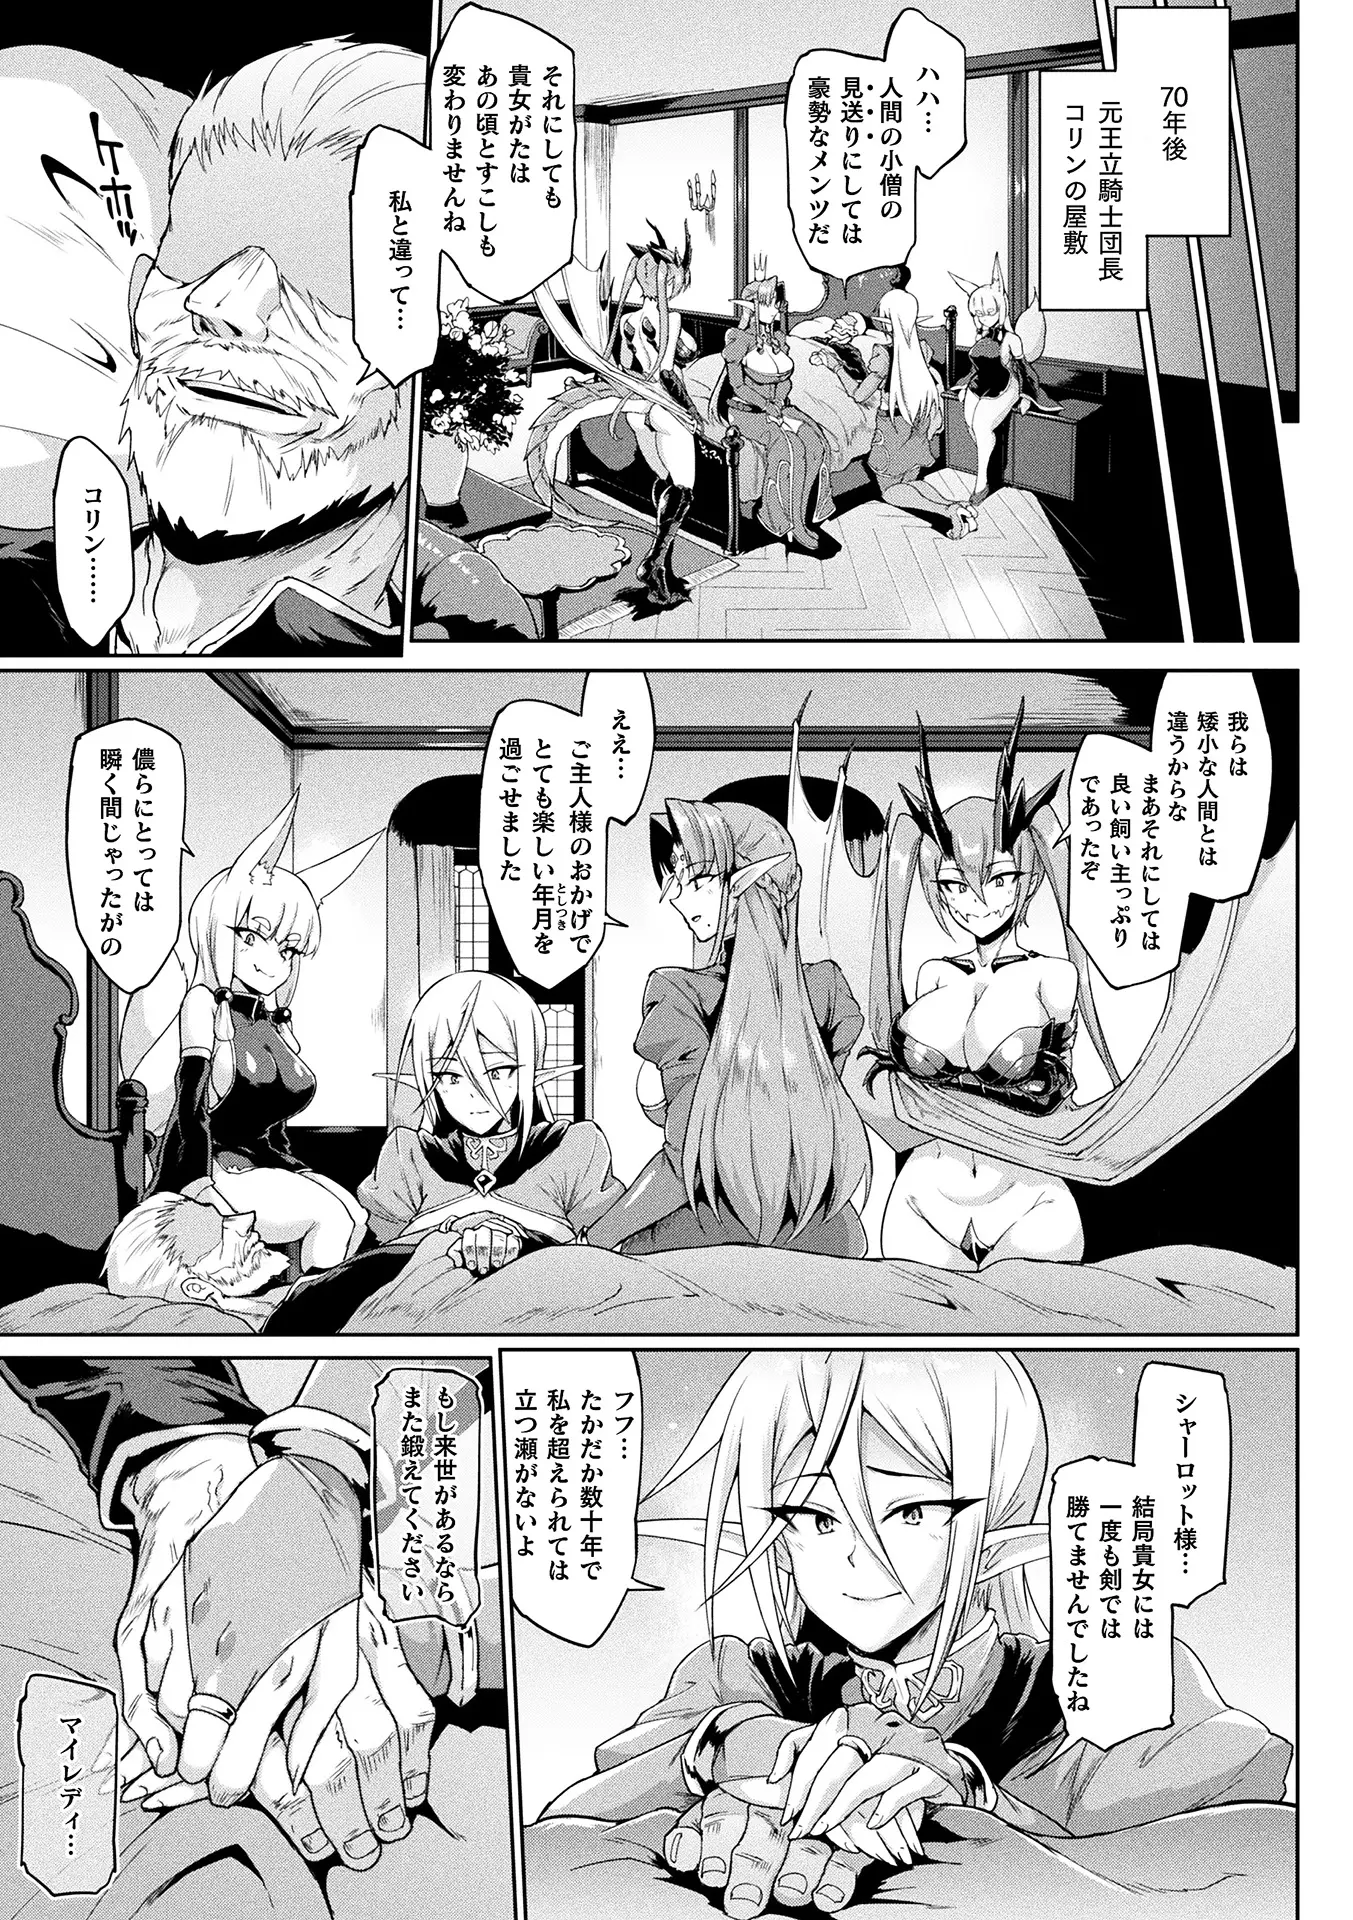 70年後
元王立騎士団長
コリンの屋敷
ハハ…
人間の小僧の
見送りにしては
豪勢なメンツだ
それにしても
貴女がたは
あの頃とすこしも
変わりませんね
私と違って…
ケホッ
コリン……
我らは
矮小な人間とは
違うからな
まあそれにしては
良い飼い主っぷり
であったぞ
ええ…
ご主人様のおかげで
とても楽しい年月を
としつき
過ごせました
儂らにとっては
瞬く間じゃったがの
シャーロット様…
結局貴女には
一度も剣では
勝てませんでしたね
フフ…
たかだか数十年で
私を超えられては
立つ瀬がないよ
もし来世があるなら
また鍛えてください
マイレディ…